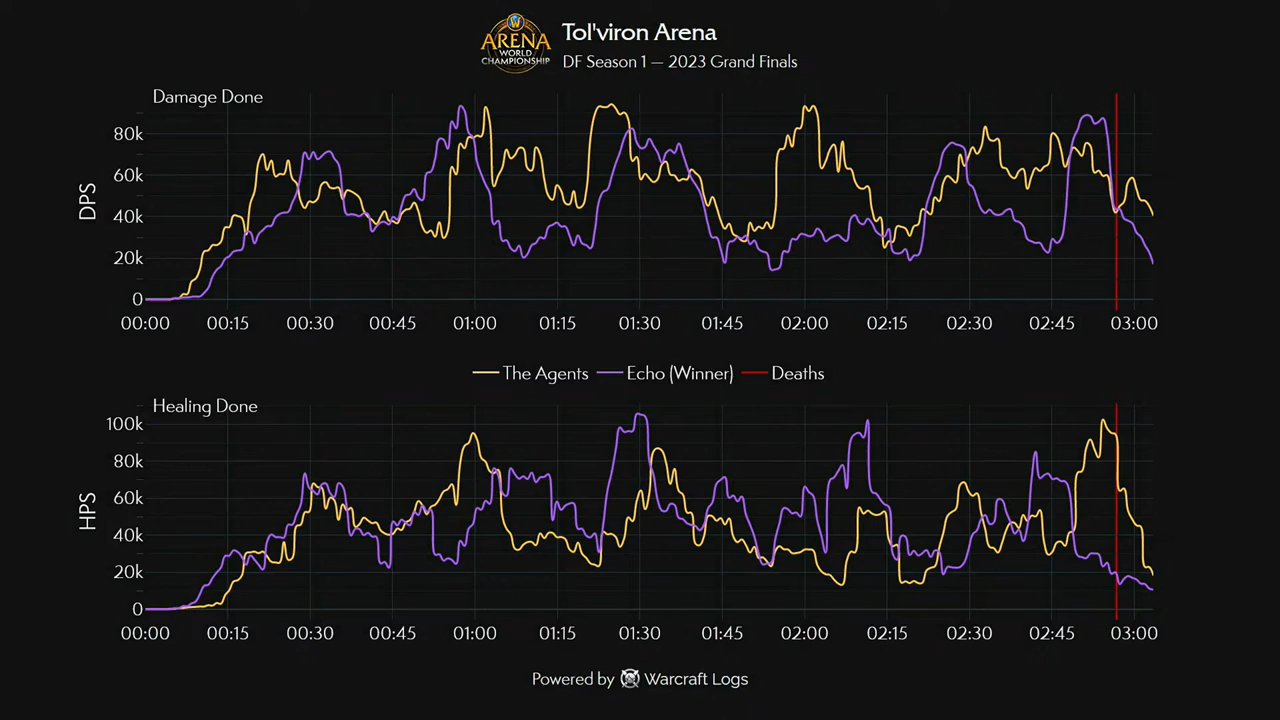 W
ARENA
WORLD
CHAMPIONSHIP
Tol'viron Arena
DF Season 1 — 2023 Grand Finals
Damage Done
DPS
80k
60k
40k
20k
0
00:00 00:15 00:30 00:45 01:00 01:15 01:30 01:45 02:00 02:15 02:30 02:45 03:00
The Agents Echo (Winner) Deaths
Healing Done
HPS
100k
80k
60k
40k
20k
0
00:00 00:15 00:30 00:45 01:00 01:15 01:30 01:45 02:00 02:15 02:30 02:45 03:00
Powered by Warcraft Logs